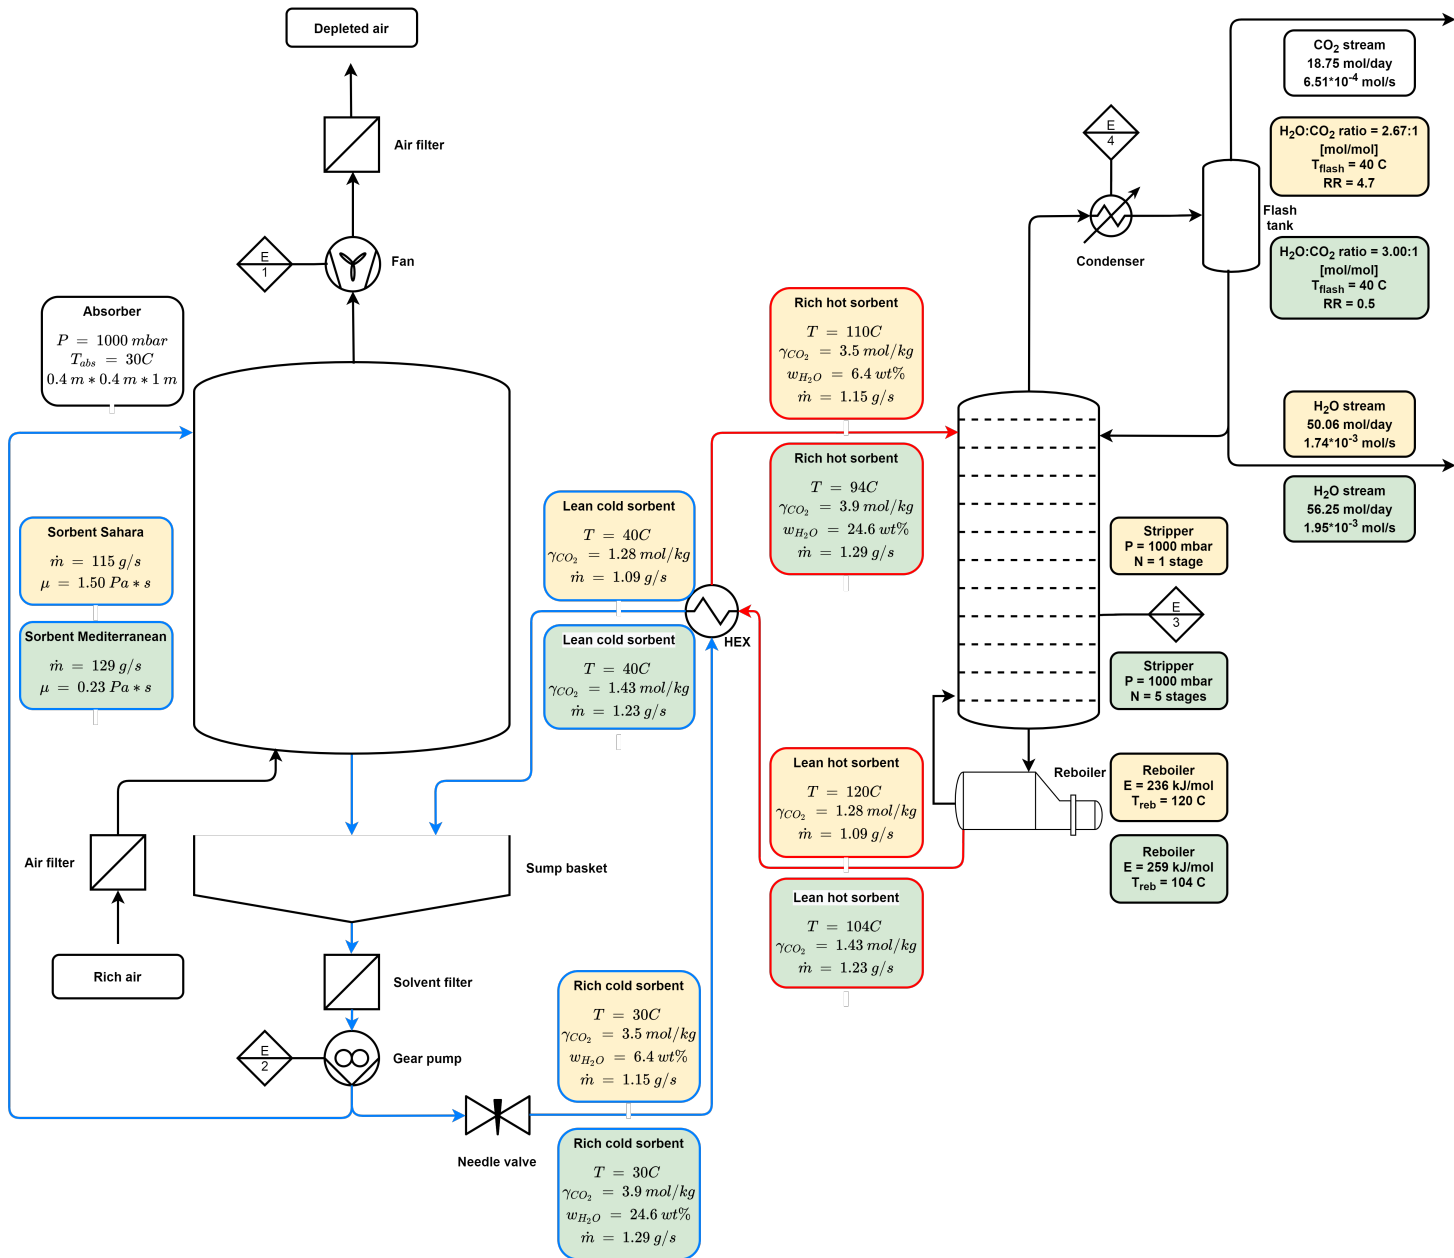 Depleted air
Air filter
E
1
Fan
Absorber
P = 1000 mbar
T_abs = 30C
0.4 m * 0.4 m * 1 m
Sorbent Sahara
ṁ = 115 g/s
μ = 1.50 Pa * s
Sorbent Mediterranean
ṁ = 129 g/s
μ = 0.23 Pa * s
Air filter
Rich air
Sump basket
Solvent filter
E
2
Gear pump
Needle valve
Lean cold sorbent
T = 40C
γ_CO₂ = 1.28 mol/kg
ṁ = 1.09 g/s
Lean cold sorbent
T = 40C
γ_CO₂ = 1.43 mol/kg
ṁ = 1.23 g/s
HEX
Rich cold sorbent
T = 30C
γ_CO₂ = 3.5 mol/kg
w_H₂O = 6.4 wt%
ṁ = 1.15 g/s
Rich cold sorbent
T = 30C
γ_CO₂ = 3.9 mol/kg
w_H₂O = 24.6 wt%
ṁ = 1.29 g/s
Rich hot sorbent
T = 110C
γ_CO₂ = 3.5 mol/kg
w_H₂O = 6.4 wt%
ṁ = 1.15 g/s
Rich hot sorbent
T = 94C
γ_CO₂ = 3.9 mol/kg
w_H₂O = 24.6 wt%
ṁ = 1.29 g/s
Lean hot sorbent
T = 120C
γ_CO₂ = 1.28 mol/kg
ṁ = 1.09 g/s
Lean hot sorbent
T = 104C
γ_CO₂ = 1.43 mol/kg
ṁ = 1.23 g/s
E
4
Condenser
Flash
tank
CO₂ stream
18.75 mol/day
6.51*10⁻⁴ mol/s
H₂O:CO₂ ratio = 2.67:1
[mol/mol]
T_flash = 40 C
RR = 4.7
H₂O:CO₂ ratio = 3.00:1
[mol/mol]
T_flash = 40 C
RR = 0.5
H₂O stream
50.06 mol/day
1.74*10⁻³ mol/s
H₂O stream
56.25 mol/day
1.95*10⁻³ mol/s
Stripper
P = 1000 mbar
N = 1 stage
E
3
Stripper
P = 1000 mbar
N = 5 stages
Reboiler
Reboiler
E = 236 kJ/mol
T_reb = 120 C
Reboiler
E = 259 kJ/mol
T_reb = 104 C